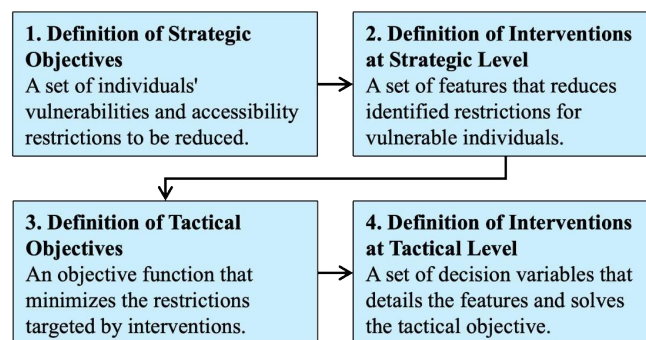 1. Definition of Strategic
Objectives
A set of individuals'
vulnerabilities and accessibility
restrictions to be reduced.
2. Definition of Interventions
at Strategic Level
A set of features that reduces
identified restrictions for
vulnerable individuals.
3. Definition of Tactical
Objectives
An objective function that
minimizes the restrictions
targeted by interventions.
4. Definition of Interventions
at Tactical Level
A set of decision variables that
details the features and solves
the tactical objective.